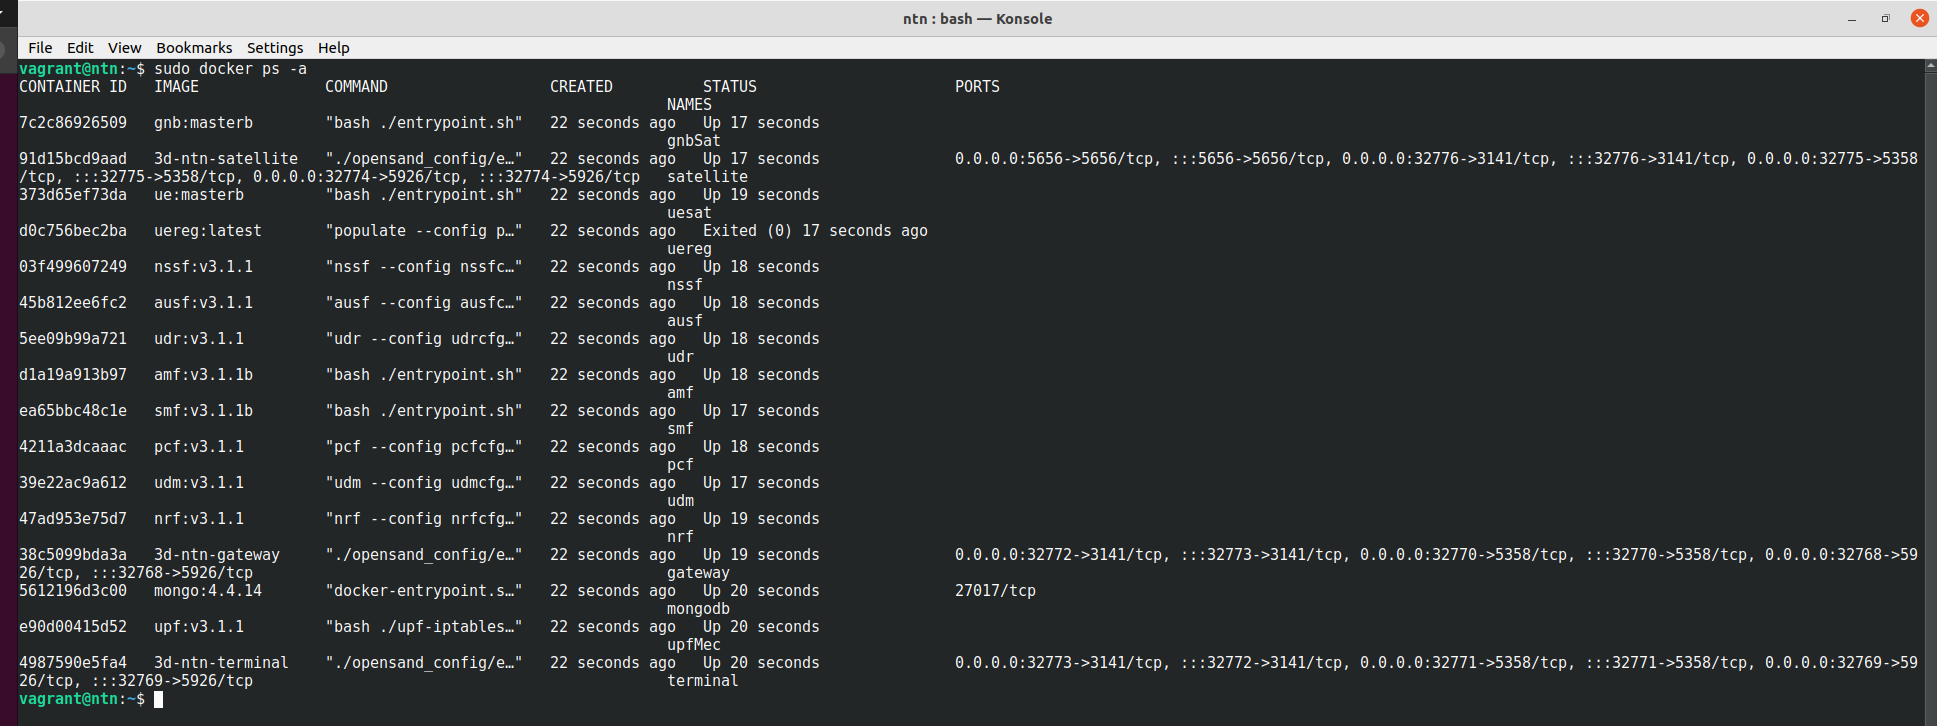 ntn : bash — Konsole
File Edit View Bookmarks Settings Help
vagrant@ntn:~$ sudo docker ps -a
CONTAINER ID   IMAGE              COMMAND                  CREATED          STATUS                      PORTS
                                                                        NAMES
7c2c86926509   gnb:masterb        "bash ./entrypoint.sh"   22 seconds ago   Up 17 seconds
                                                                        gnbSat
91d15bcd9aad   3d-ntn-satellite   "./opensand_config/e…"   22 seconds ago   Up 17 seconds               0.0.0.0:5656->5656/tcp, :::5656->5656/tcp, 0.0.0.0:32776->3141/tcp, :::32776->3141/tcp, 0.0.0.0:32775->5358
/tcp, :::32775->5358/tcp, 0.0.0.0:32774->5926/tcp, :::32774->5926/tcp   satellite
373d65ef73da   ue:masterb         "bash ./entrypoint.sh"   22 seconds ago   Up 19 seconds
                                                                        uesat
d0c756bec2ba   uereg:latest       "populate --config p…"   22 seconds ago   Exited (0) 17 seconds ago
                                                                        uereg
03f499607249   nssf:v3.1.1        "nssf --config nssfc…"   22 seconds ago   Up 18 seconds
                                                                        nssf
45b812ee6fc2   ausf:v3.1.1        "ausf --config ausfc…"   22 seconds ago   Up 18 seconds
                                                                        ausf
5ee09b99a721   udr:v3.1.1         "udr --config udrcfg…"   22 seconds ago   Up 18 seconds
                                                                        udr
d1a19a913b97   amf:v3.1.1b        "bash ./entrypoint.sh"   22 seconds ago   Up 18 seconds
                                                                        amf
ea65bbc48c1e   smf:v3.1.1b        "bash ./entrypoint.sh"   22 seconds ago   Up 17 seconds
                                                                        smf
4211a3dcaaac   pcf:v3.1.1         "pcf --config pcfcfg…"   22 seconds ago   Up 18 seconds
                                                                        pcf
39e22ac9a612   udm:v3.1.1         "udm --config udmcfg…"   22 seconds ago   Up 17 seconds
                                                                        udm
47ad953e75d7   nrf:v3.1.1         "nrf --config nrfcfg…"   22 seconds ago   Up 19 seconds
                                                                        nrf
38c5099bda3a   3d-ntn-gateway     "./opensand_config/e…"   22 seconds ago   Up 19 seconds               0.0.0.0:32772->3141/tcp, :::32773->3141/tcp, 0.0.0.0:32770->5358/tcp, :::32770->5358/tcp, 0.0.0.0:32768->59
26/tcp, :::32768->5926/tcp                                              gateway
5612196d3c00   mongo:4.4.14       "docker-entrypoint.s…"   22 seconds ago   Up 20 seconds               27017/tcp
                                                                        mongodb
e90d00415d52   upf:v3.1.1         "bash ./upf-iptables…"   22 seconds ago   Up 20 seconds
                                                                        upfMec
4987590e5fa4   3d-ntn-terminal    "./opensand_config/e…"   22 seconds ago   Up 20 seconds               0.0.0.0:32773->3141/tcp, :::32772->3141/tcp, 0.0.0.0:32771->5358/tcp, :::32771->5358/tcp, 0.0.0.0:32769->59
26/tcp, :::32769->5926/tcp                                              terminal
vagrant@ntn:~$